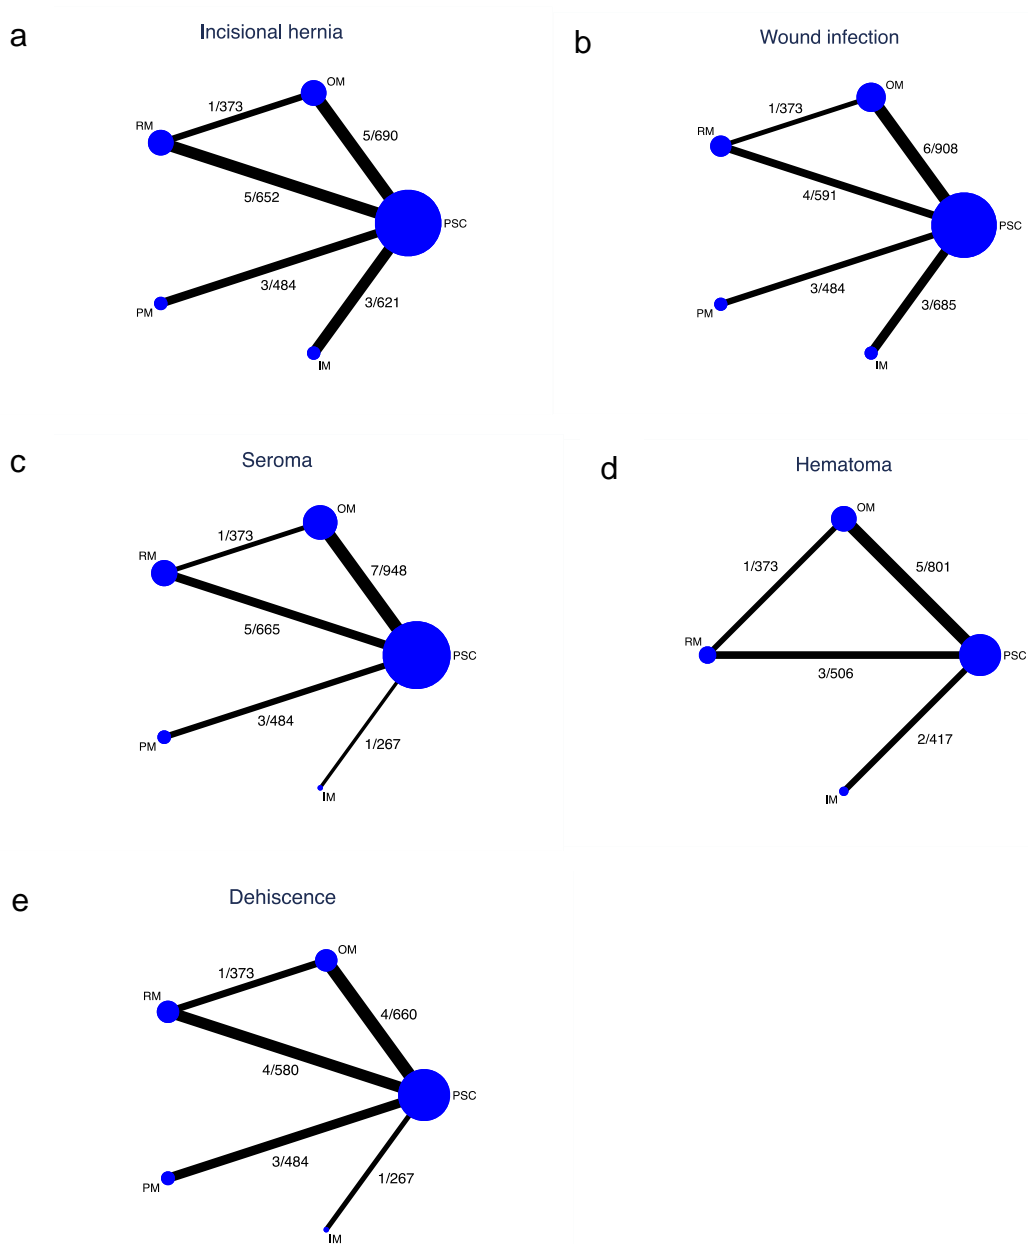 a
Incisional hernia
OM
1/373
RM
5/690
5/652
PSC
3/484
3/621
PM
IM
b
Wound infection
OM
1/373
RM
6/908
4/591
PSC
3/484
3/685
PM
IM
c
Seroma
OM
1/373
RM
7/948
5/665
PSC
3/484
PM
1/267
IM
d
Hematoma
OM
1/373
5/801
RM
PSC
3/506
2/417
IM
e
Dehiscence
OM
1/373
RM
4/660
4/580
PSC
3/484
1/267
PM
IM